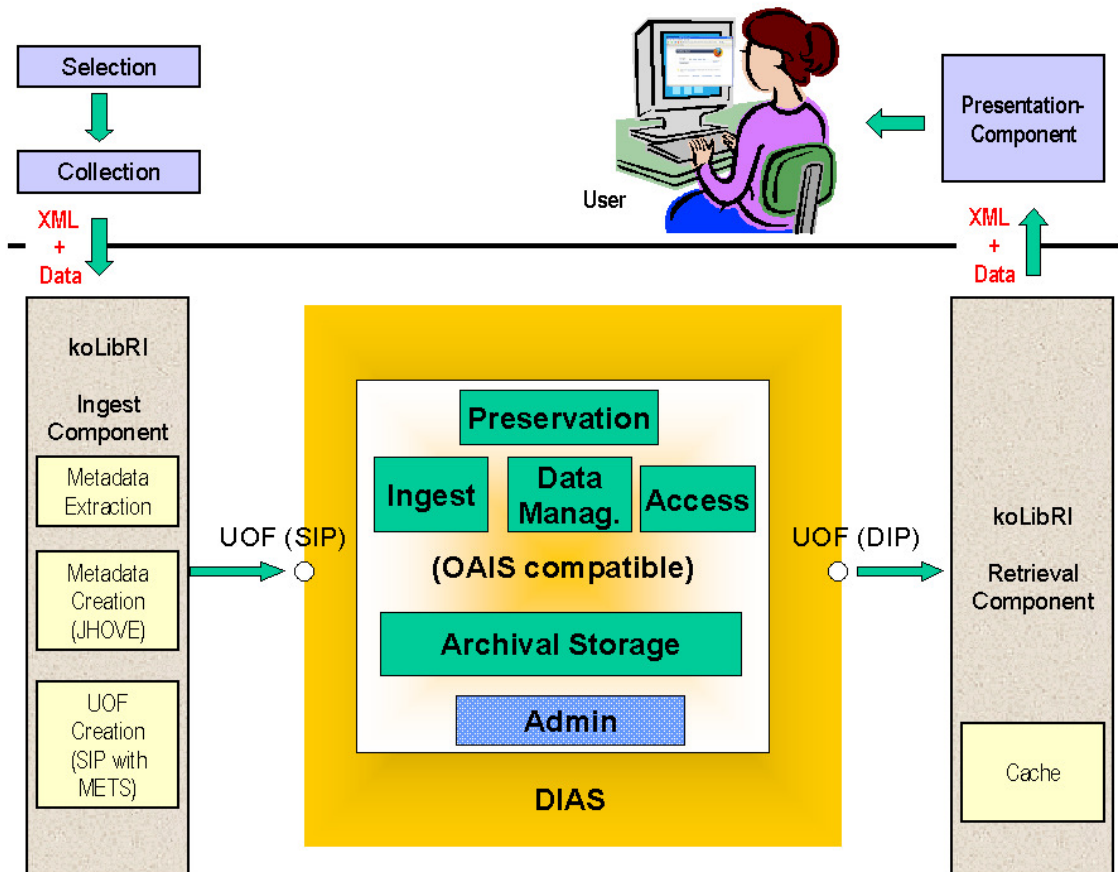 Selection
Collection
XML
+
Data
User
Presentation-
Component
XML
+
Data
koLibRI
Ingest
Component
Metadata
Extraction
Metadata
Creation
(JHOVE)
UOF
Creation
(SIP with
METS)
UOF (SIP)
Preservation
Ingest
Data
Manag.
Access
(OAIS compatible)
Archival Storage
Admin
DIAS
UOF (DIP)
koLibRI
Retrieval
Component
Cache